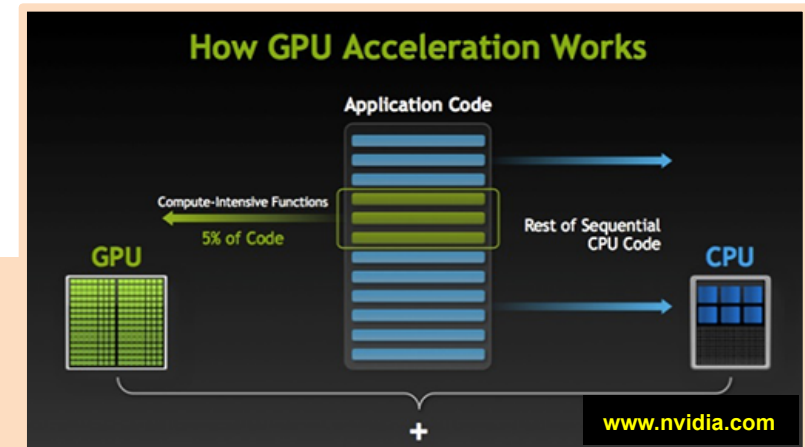 How GPU Acceleration Works
Application Code
Compute-Intensive Functions
5% of Code
Rest of Sequential
CPU Code
GPU
CPU
+
www.nvidia.com